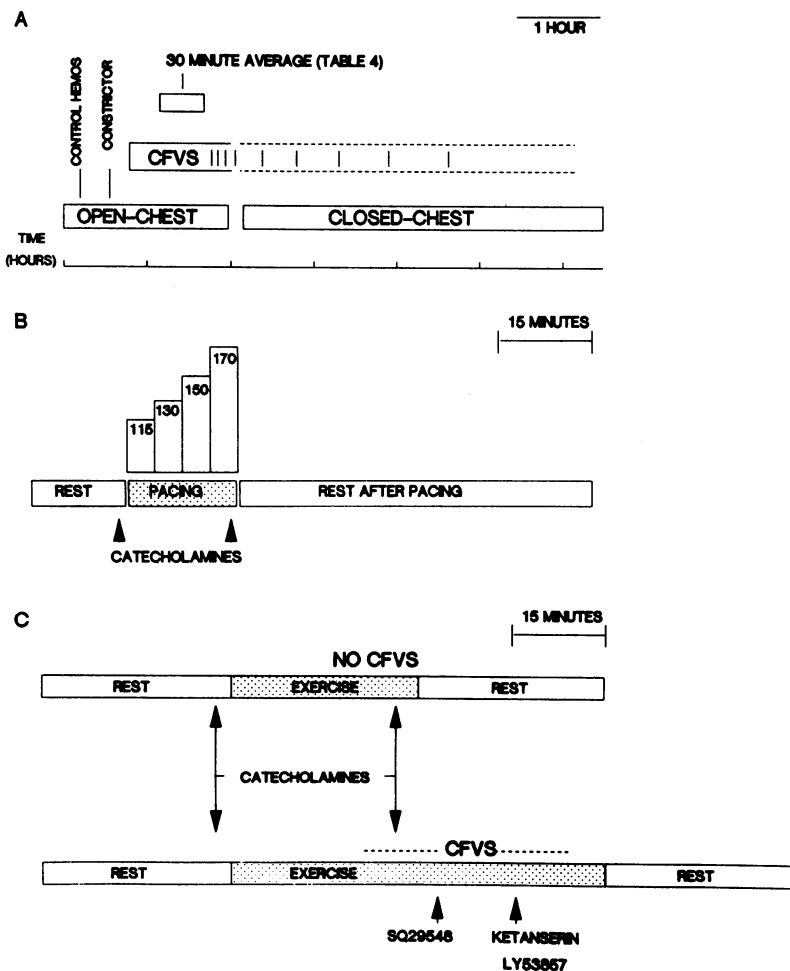 A
1 HOUR
30 MINUTE AVERAGE (TABLE 4)
CONTROL HEMOS
CONSTRICTOR
CFVS
OPEN-CHEST
CLOSED-CHEST
TIME
(HOURS)
B
15 MINUTES
115
130
150
170
REST
PACING
REST AFTER PACING
CATECHOLAMINES
C
15 MINUTES
NO CFVS
REST
EXERCISE
REST
CATECHOLAMINES
CFVS
REST
EXERCISE
REST
SQ29548
KETANSERIN
LY53857